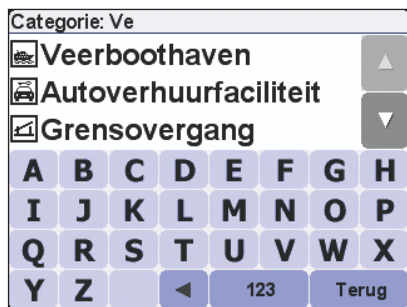 Categorie: Ve
Veerboothaven
Autoverhuurfaciliteit
Grensovergang
A B C D E F G H
I J K L M N O P
Q R S T U V W X
Y Z 123 Terug